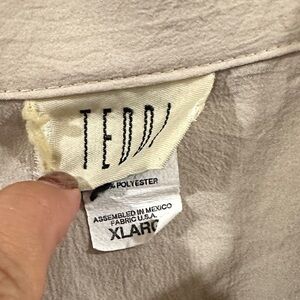 TEDDI
% POLYESTER
ASSEMBLED IN MEXICO
FABRIC U.S.A.
XLARG